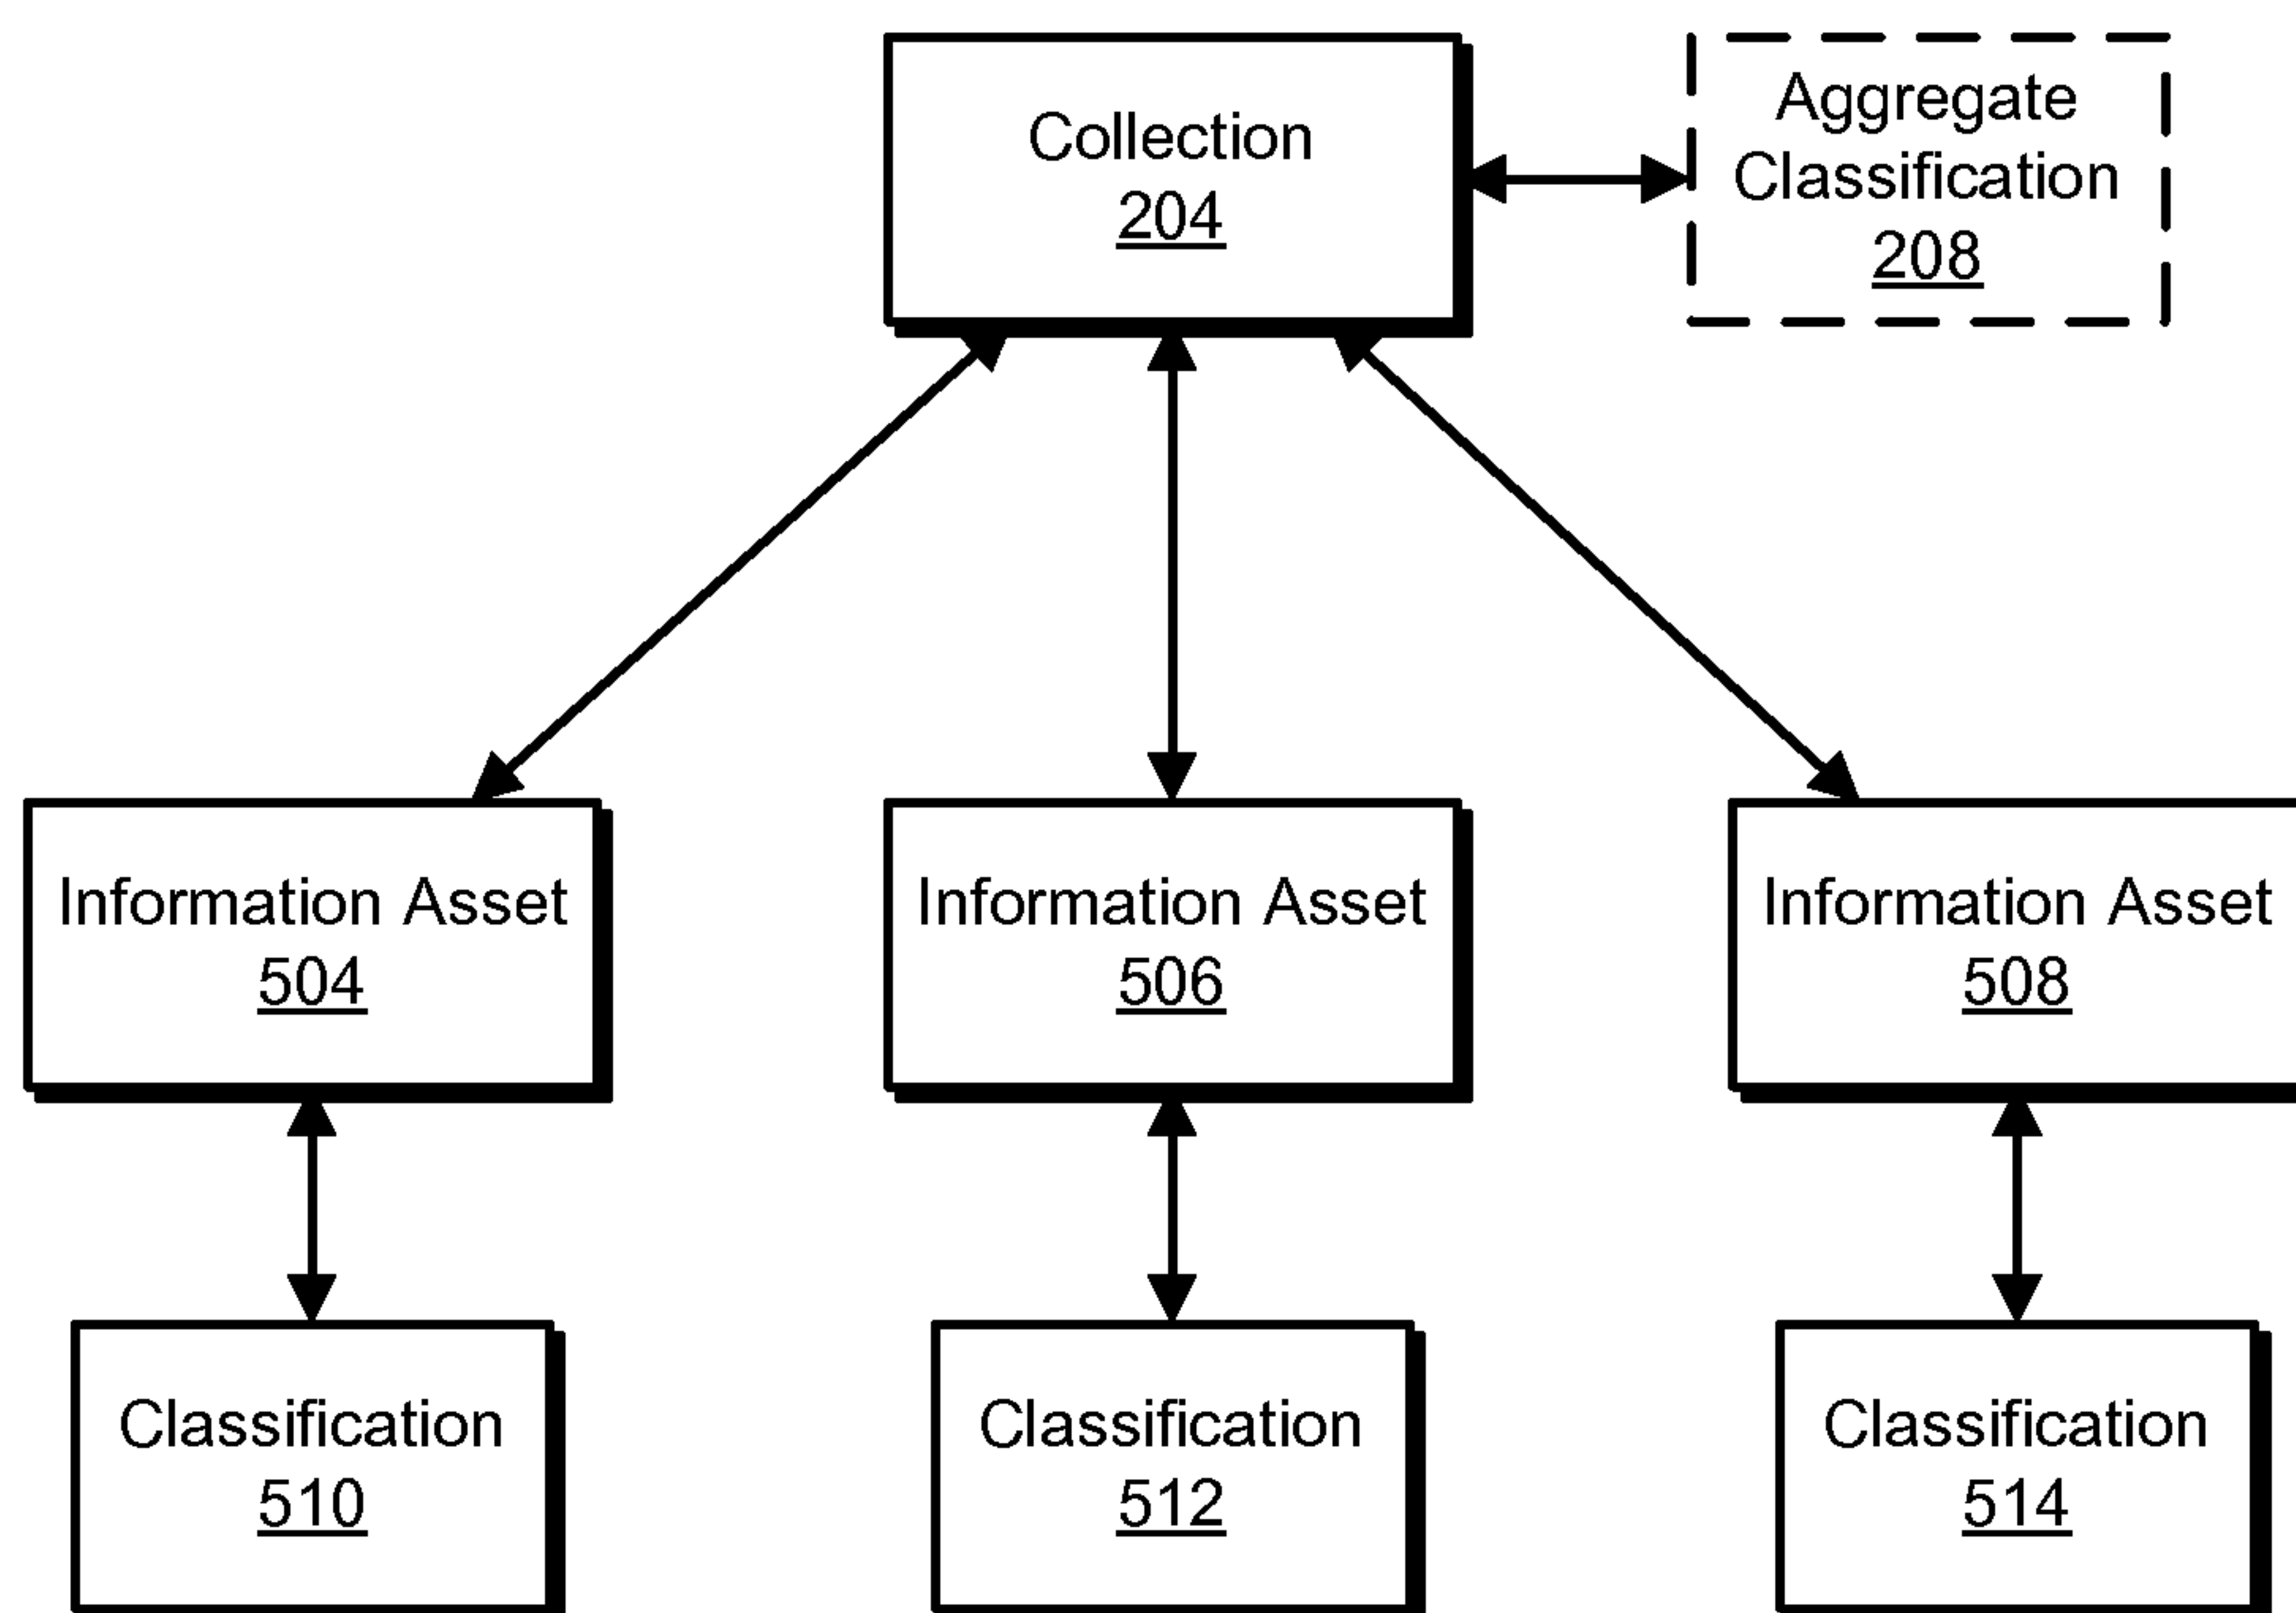 Collection
204
Aggregate
Classification
208
Information Asset
504
Information Asset
506
Information Asset
508
Classification
510
Classification
512
Classification
514